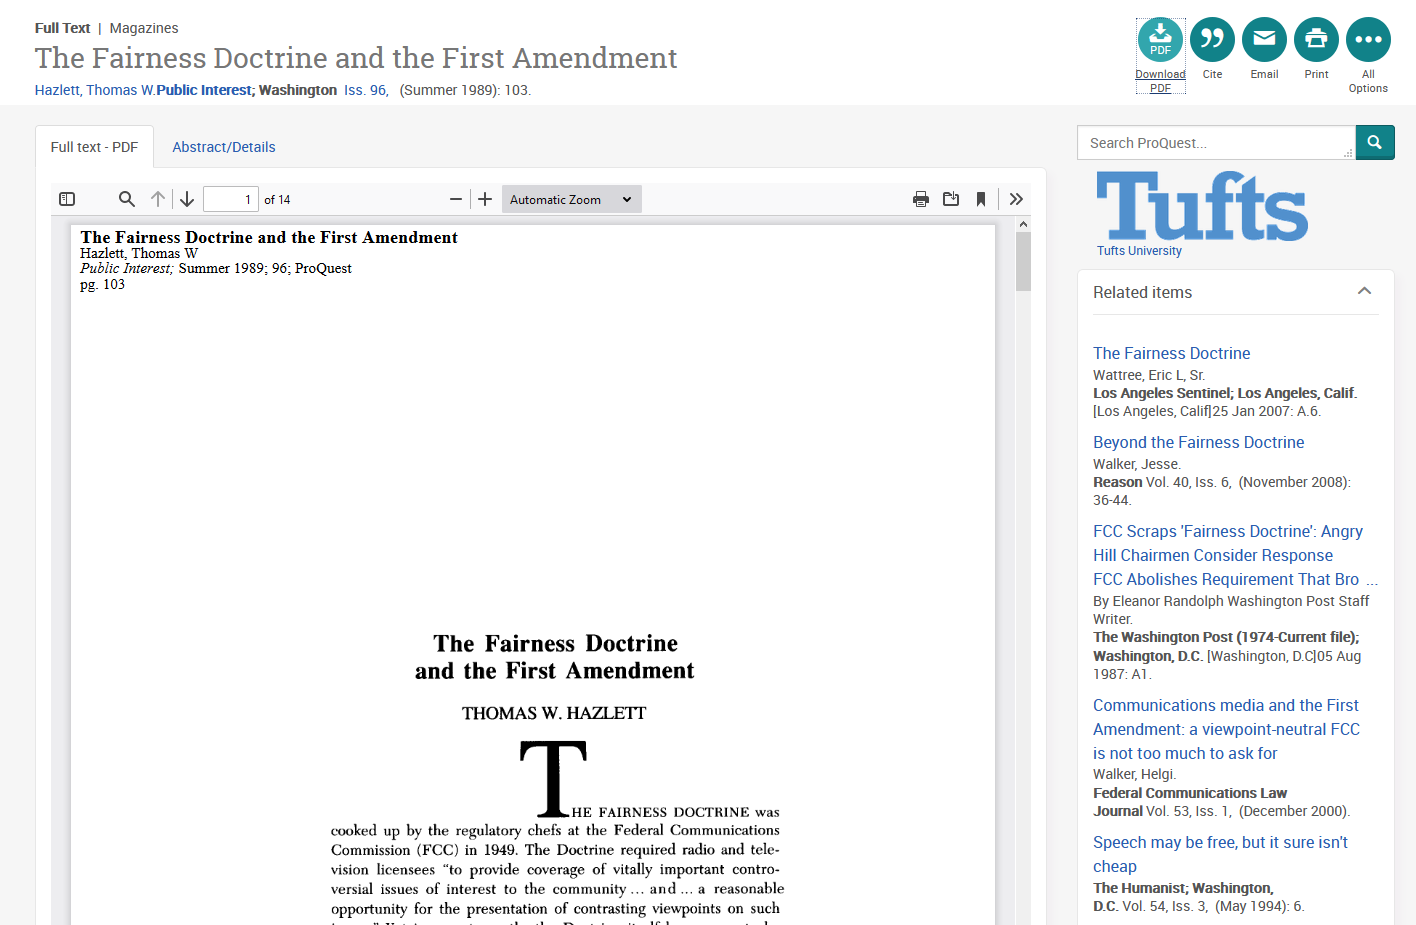 Full Text | Magazines
The Fairness Doctrine and the First Amendment
Hazlett, Thomas W.Public Interest; Washington Iss. 96, (Summer 1989): 103.
PDF
Download PDF
Cite
Email
Print
All Options
Full text - PDF
Abstract/Details
Search ProQuest...
1 of 14
Automatic Zoom
The Fairness Doctrine and the First Amendment
Hazlett, Thomas W
Public Interest; Summer 1989; 96; ProQuest
pg. 103
The Fairness Doctrine
and the First Amendment
THOMAS W. HAZLETT
THE FAIRNESS DOCTRINE was
cooked up by the regulatory chefs at the Federal Communications
Commission (FCC) in 1949. The Doctrine required radio and tele-
vision licensees “to provide coverage of vitally important contro-
versial issues of interest to the community ... and ... a reasonable
opportunity for the presentation of contrasting viewpoints on such
Tufts
Tufts University
Related items
The Fairness Doctrine
Wattree, Eric L, Sr.
Los Angeles Sentinel; Los Angeles, Calif.
[Los Angeles, Calif]25 Jan 2007: A.6.
Beyond the Fairness Doctrine
Walker, Jesse.
Reason Vol. 40, Iss. 6, (November 2008):
36-44.
FCC Scraps 'Fairness Doctrine': Angry
Hill Chairmen Consider Response
FCC Abolishes Requirement That Bro ...
By Eleanor Randolph Washington Post Staff
Writer.
The Washington Post (1974-Current file);
Washington, D.C. [Washington, D.C]05 Aug
1987: A1.
Communications media and the First
Amendment: a viewpoint-neutral FCC
is not too much to ask for
Walker, Helgi.
Federal Communications Law
Journal Vol. 53, Iss. 1, (December 2000).
Speech may be free, but it sure isn't
cheap
The Humanist; Washington,
D.C. Vol. 54, Iss. 3, (May 1994): 6.